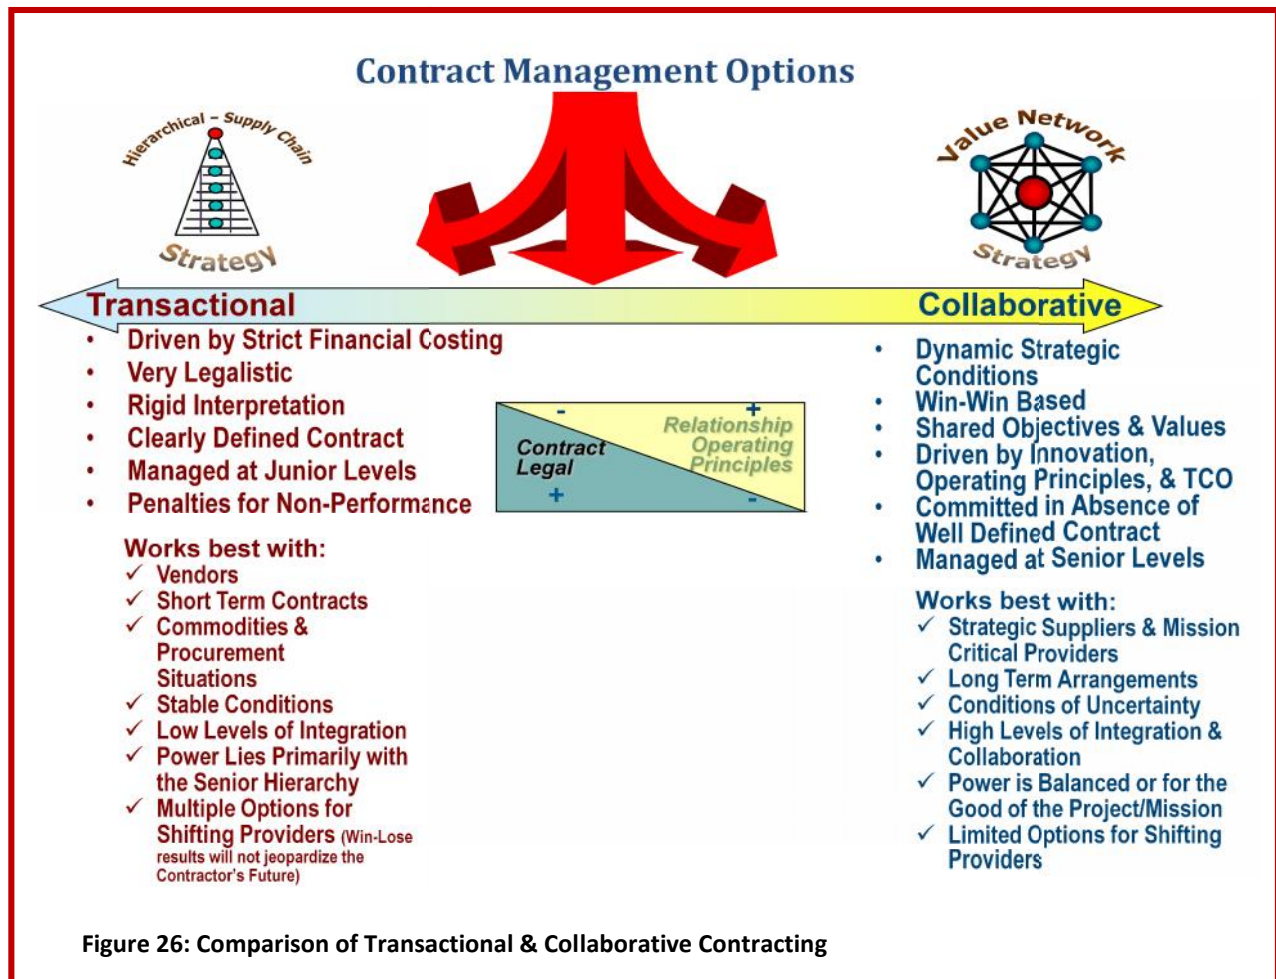 Contract Management Options
Hierarchical – Supply Chain
Strategy
Value Network
Strategy
Transactional
• Driven by Strict Financial Costing
• Very Legalistic
• Rigid Interpretation
• Clearly Defined Contract
• Managed at Junior Levels
• Penalties for Non-Performance
Works best with:
✓ Vendors
✓ Short Term Contracts
✓ Commodities &
Procurement
Situations
✓ Stable Conditions
✓ Low Levels of Integration
✓ Power Lies Primarily with
the Senior Hierarchy
✓ Multiple Options for
Shifting Providers (Win-Lose
results will not jeopardize the
Contractor's Future)
- +
Relationship
Operating
Principles
Contract
Legal
+ -
Collaborative
• Dynamic Strategic
Conditions
• Win-Win Based
• Shared Objectives & Values
• Driven by Innovation,
Operating Principles, & TCO
• Committed in Absence of
Well Defined Contract
• Managed at Senior Levels
Works best with:
✓ Strategic Suppliers & Mission
Critical Providers
✓ Long Term Arrangements
✓ Conditions of Uncertainty
✓ High Levels of Integration &
Collaboration
✓ Power is Balanced or for the
Good of the Project/Mission
✓ Limited Options for Shifting
Providers
Figure 26: Comparison of Transactional & Collaborative Contracting